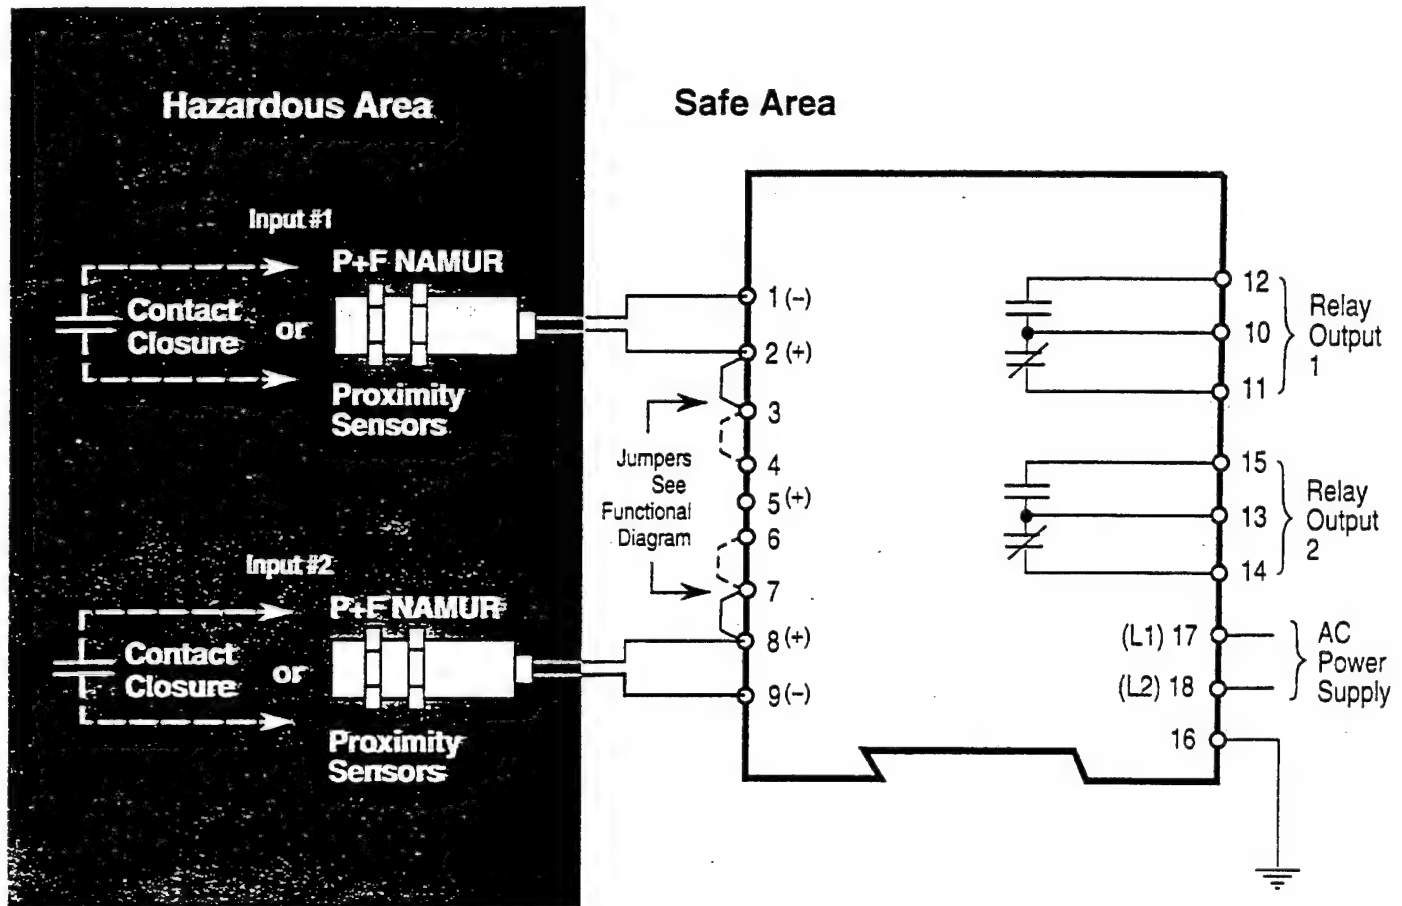 Hazardous Area
Safe Area
Input #1
P+F NAMUR
Contact
Closure
or
Proximity
Sensors
1 (–)
2 (+)
3
4
5 (+)
6
7
8 (+)
9 (–)
Jumpers
See
Functional
Diagram
Input #2
P+F NAMUR
Contact
Closure
or
Proximity
Sensors
12
10
11
Relay
Output
1
15
13
14
Relay
Output
2
(L1) 17
(L2) 18
16
AC
Power
Supply